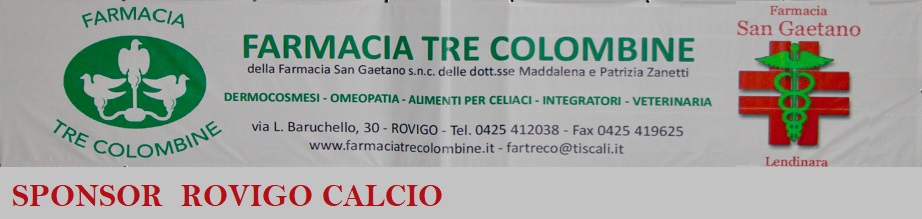 FARMACIA
TRE COLOMBINE
FARMACIA TRE COLOMBINE
della Farmacia San Gaetano s.n.c. delle dott.sse Maddalena e Patrizia Zanetti
DERMOCOSMESI - OMEOPATIA - ALIMENTI PER CELIACI - INTEGRATORI - VETERINARIA
via L. Baruchello, 30 - ROVIGO - Tel. 0425 412038 - Fax 0425 419625
www.farmaciatrecolombine.it - fartreco@tiscali.it
Farmacia
San Gaetano
Lendinara
SPONSOR ROVIGO CALCIO